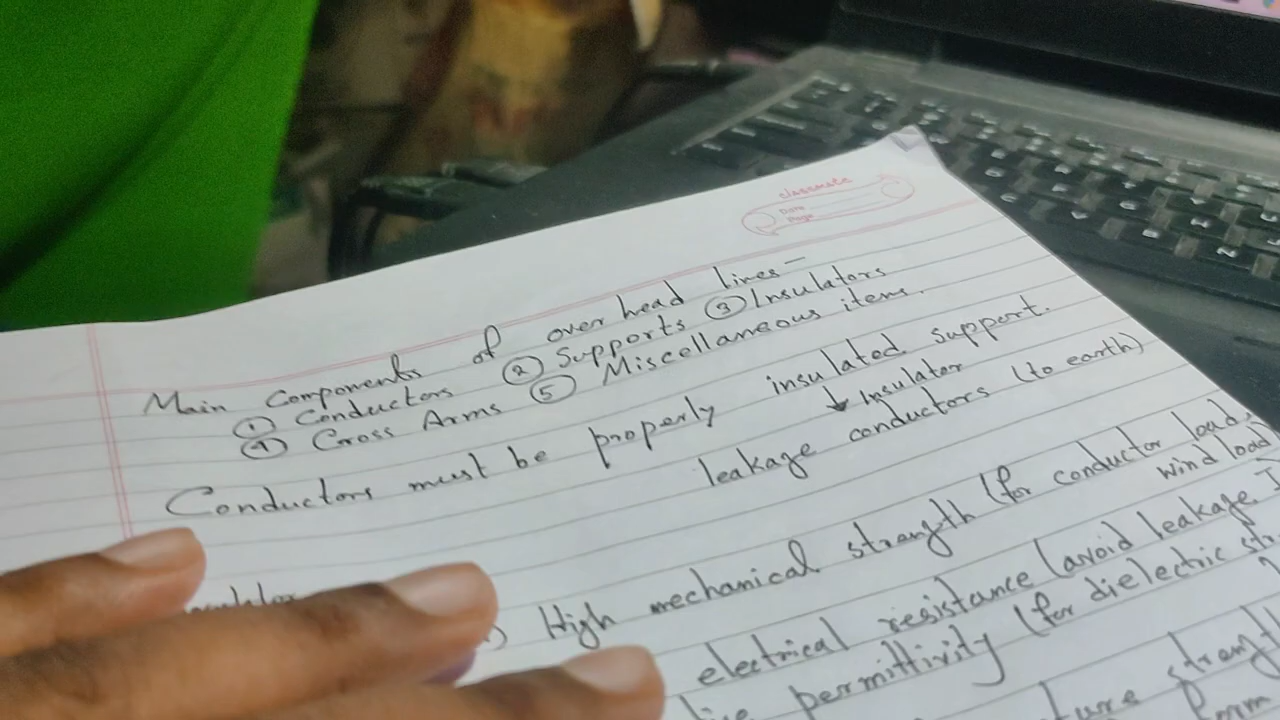 classmate
Date
Page
Main Components of over head lines -
① Conductors ② Supports ③ Insulators
④ Cross Arms ⑤ Miscellaneous items.
Conductors must be properly insulated support.
↓ Insulator
leakage conductors (to earth)
High mechanical strength (for conductor load,
wind load)
electrical resistance (avoid leakage I
permittivity (for dielectric